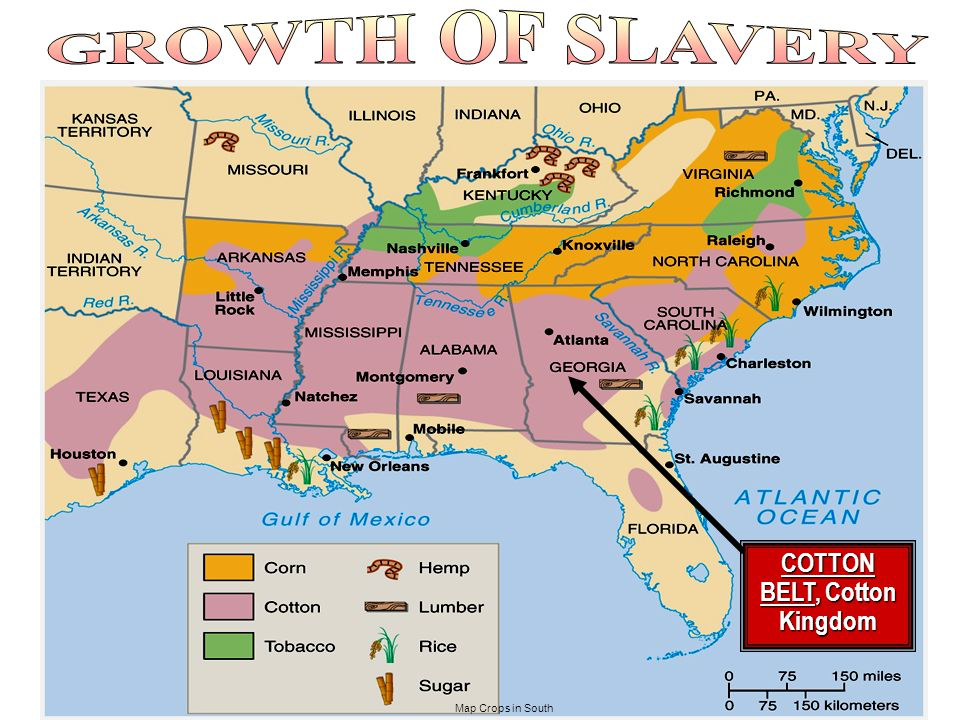 GROWTH OF SLAVERY
KANSAS
TERRITORY
Missouri R.
ILLINOIS
INDIANA
OHIO
PA.
N.J.
MD.
DEL.
Ohio R.
MISSOURI
Frankfort
KENTUCKY
VIRGINIA
Richmond
Cumberland R.
Arkansas R.
INDIAN
TERRITORY
ARKANSAS
Mississippi R.
Nashville
Knoxville
Raleigh
Memphis
TENNESSEE
NORTH CAROLINA
Red R.
Little
Rock
Tennessee R.
Wilmington
MISSISSIPPI
SOUTH
CAROLINA
Savannah R.
Atlanta
ALABAMA
GEORGIA
Charleston
LOUISIANA
Montgomery
TEXAS
Natchez
Savannah
Mobile
Houston
New Orleans
St. Augustine
Gulf of Mexico
ATLANTIC
OCEAN
FLORIDA
COTTON
BELT, Cotton
Kingdom
Corn
Hemp
Cotton
Lumber
Tobacco
Rice
Sugar
0 75 150 miles
0 75 150 kilometers
Map Crops in South